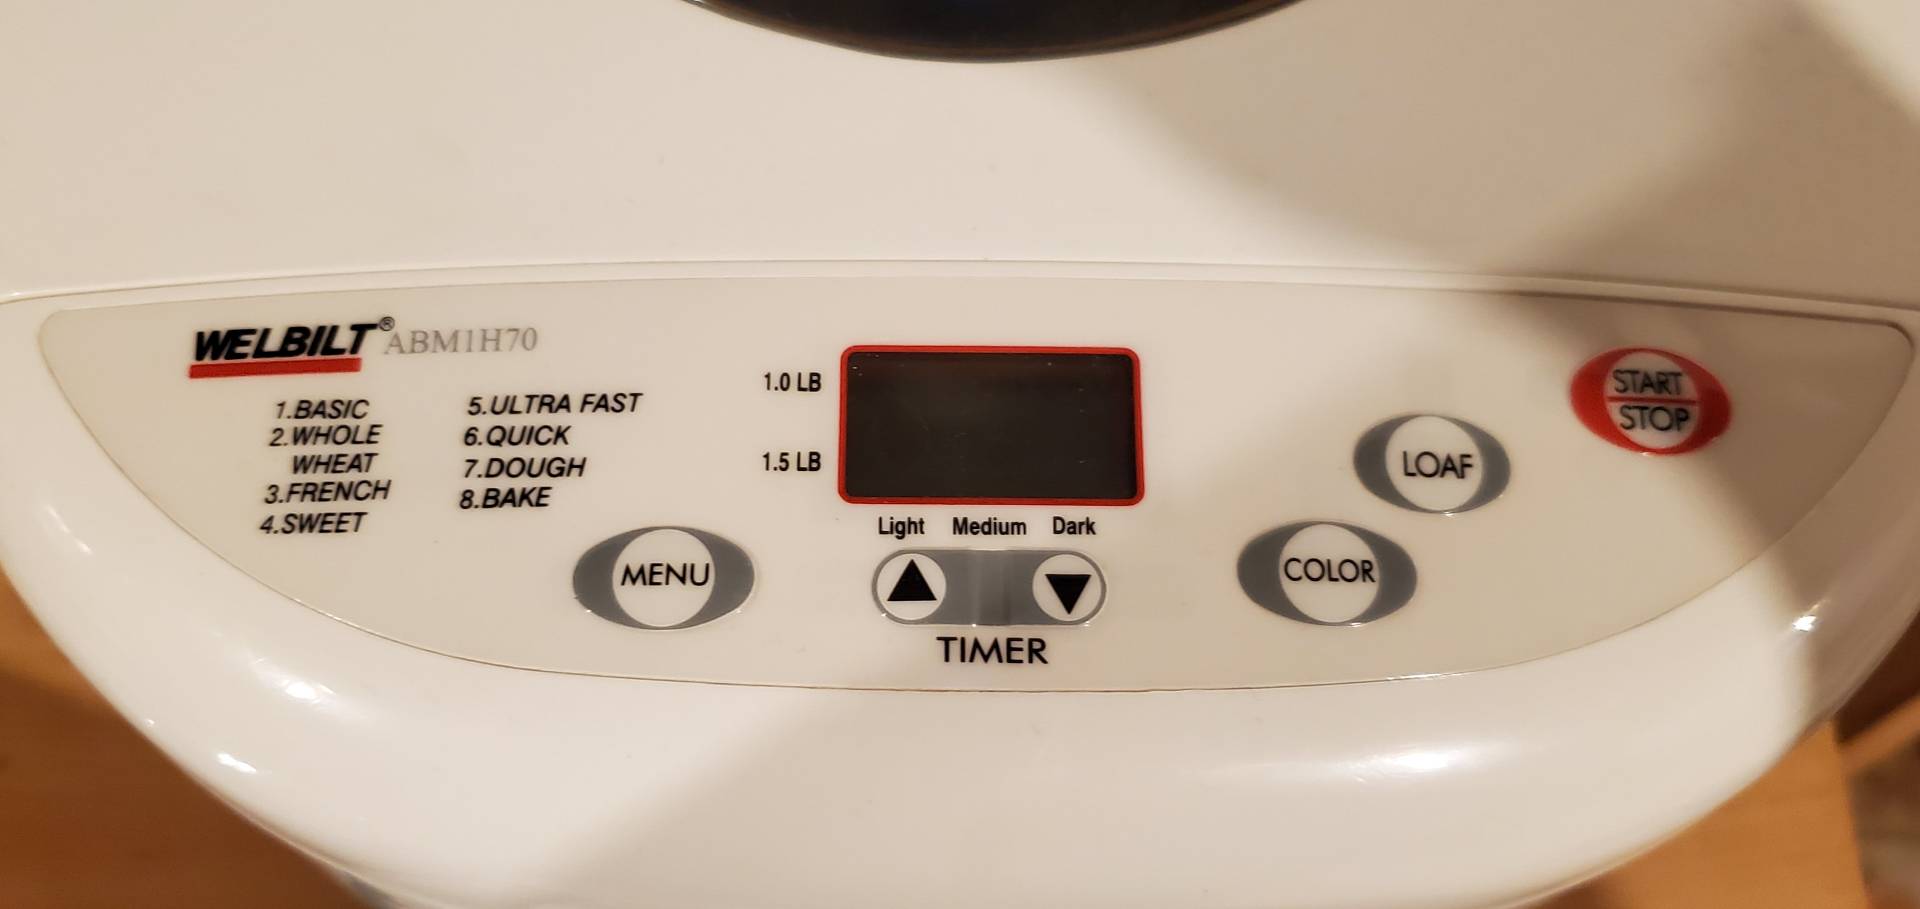 WELBILT® ABM1H70
1.BASIC
2.WHOLE
WHEAT
3.FRENCH
4.SWEET
5.ULTRA FAST
6.QUICK
7.DOUGH
8.BAKE
MENU
1.0 LB
1.5 LB
Light Medium Dark
TIMER
COLOR
LOAF
START
STOP